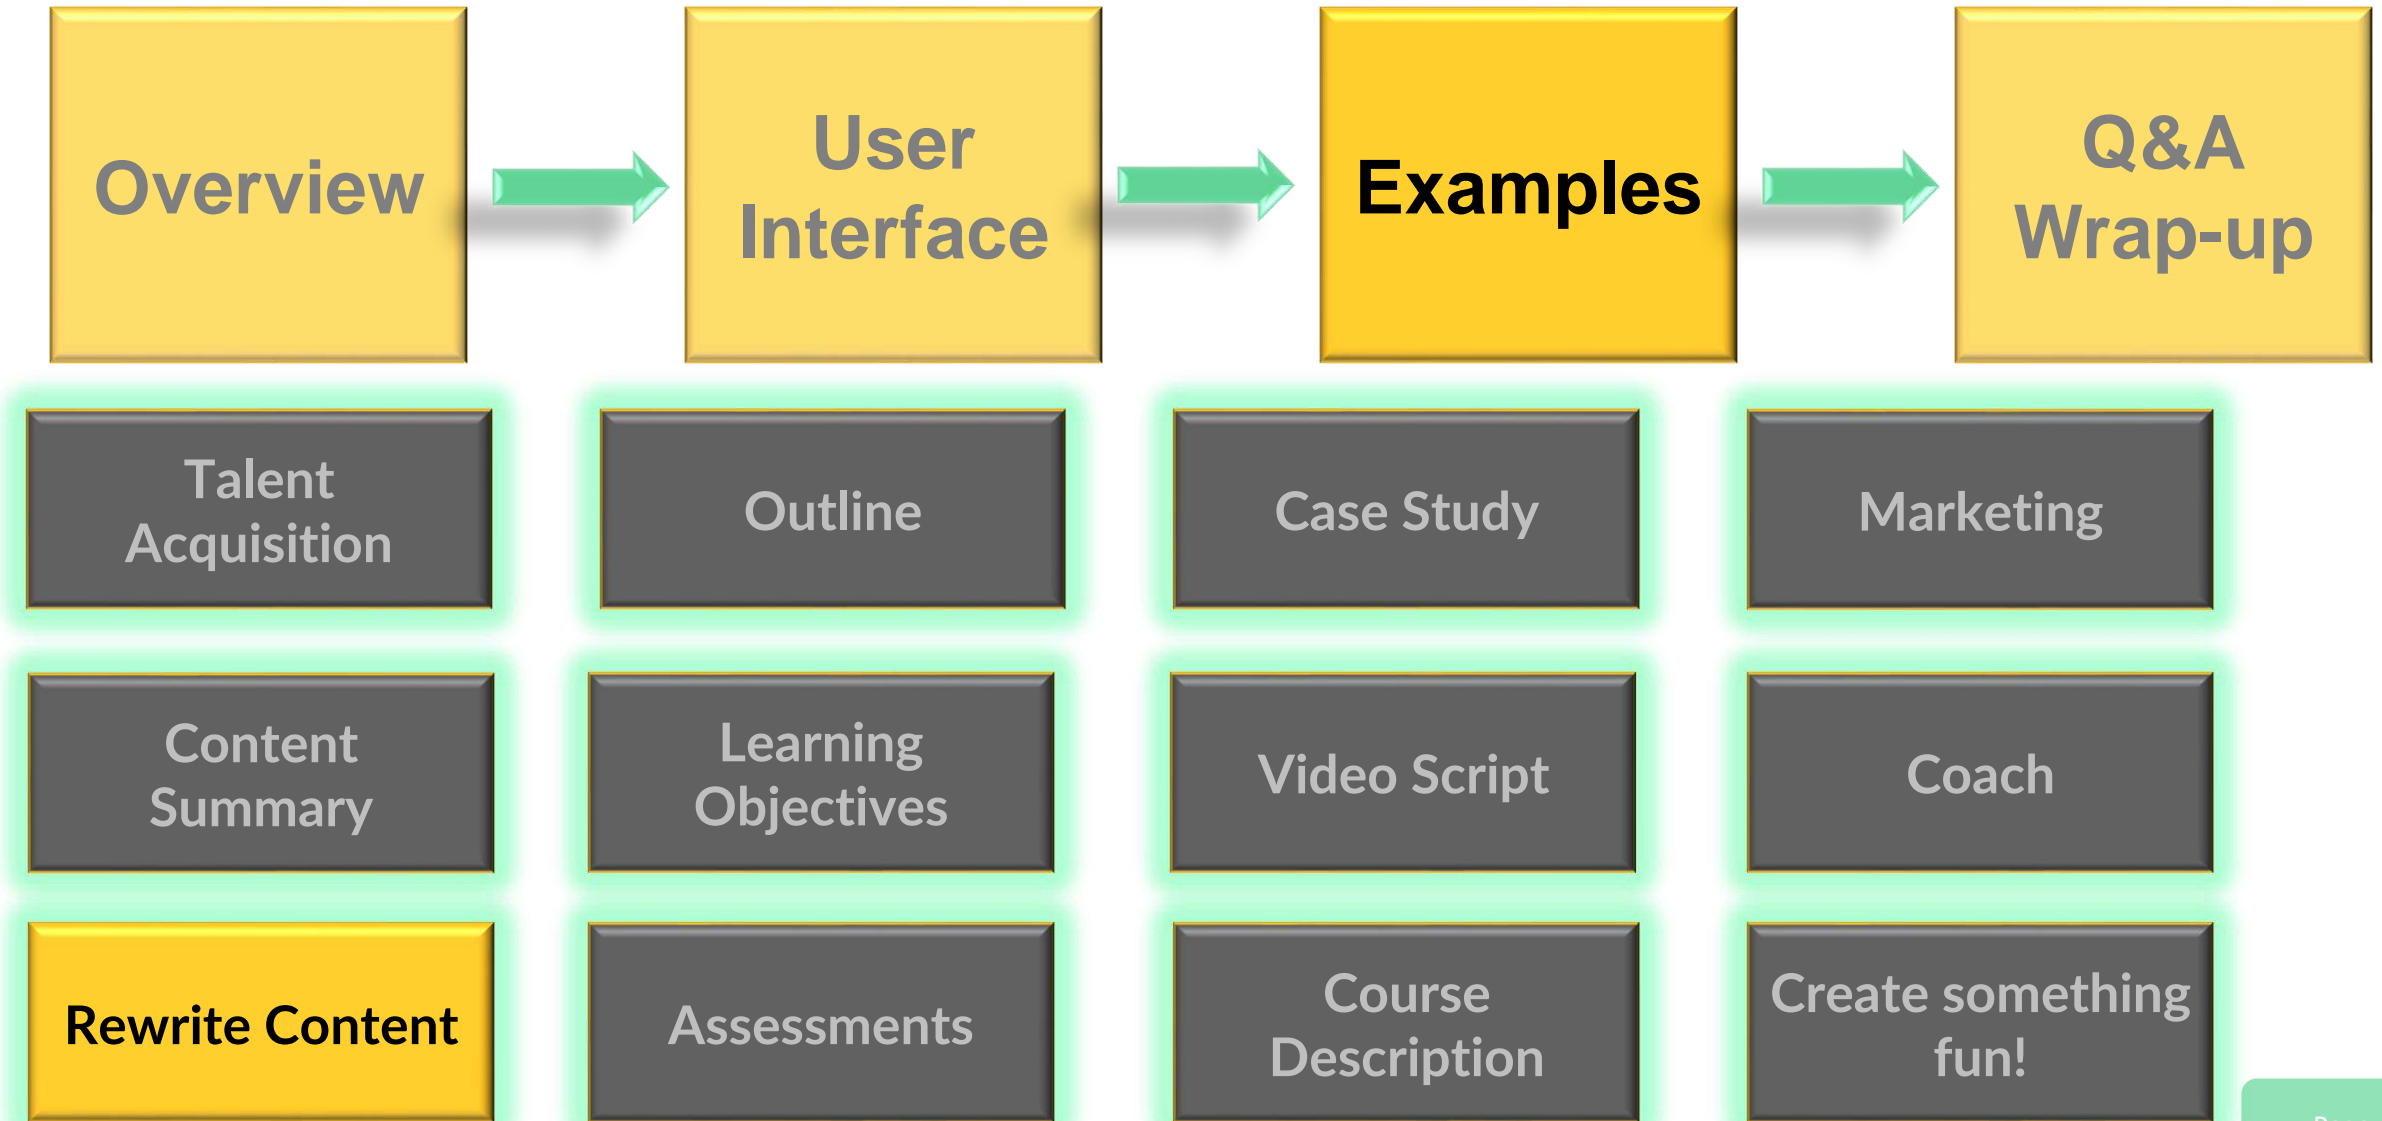 Overview
User
Interface
Examples
Q&A
Wrap-up
Talent
Acquisition
Outline
Case Study
Marketing
Content
Summary
Learning
Objectives
Video Script
Coach
Rewrite Content
Assessments
Course
Description
Create something
fun!